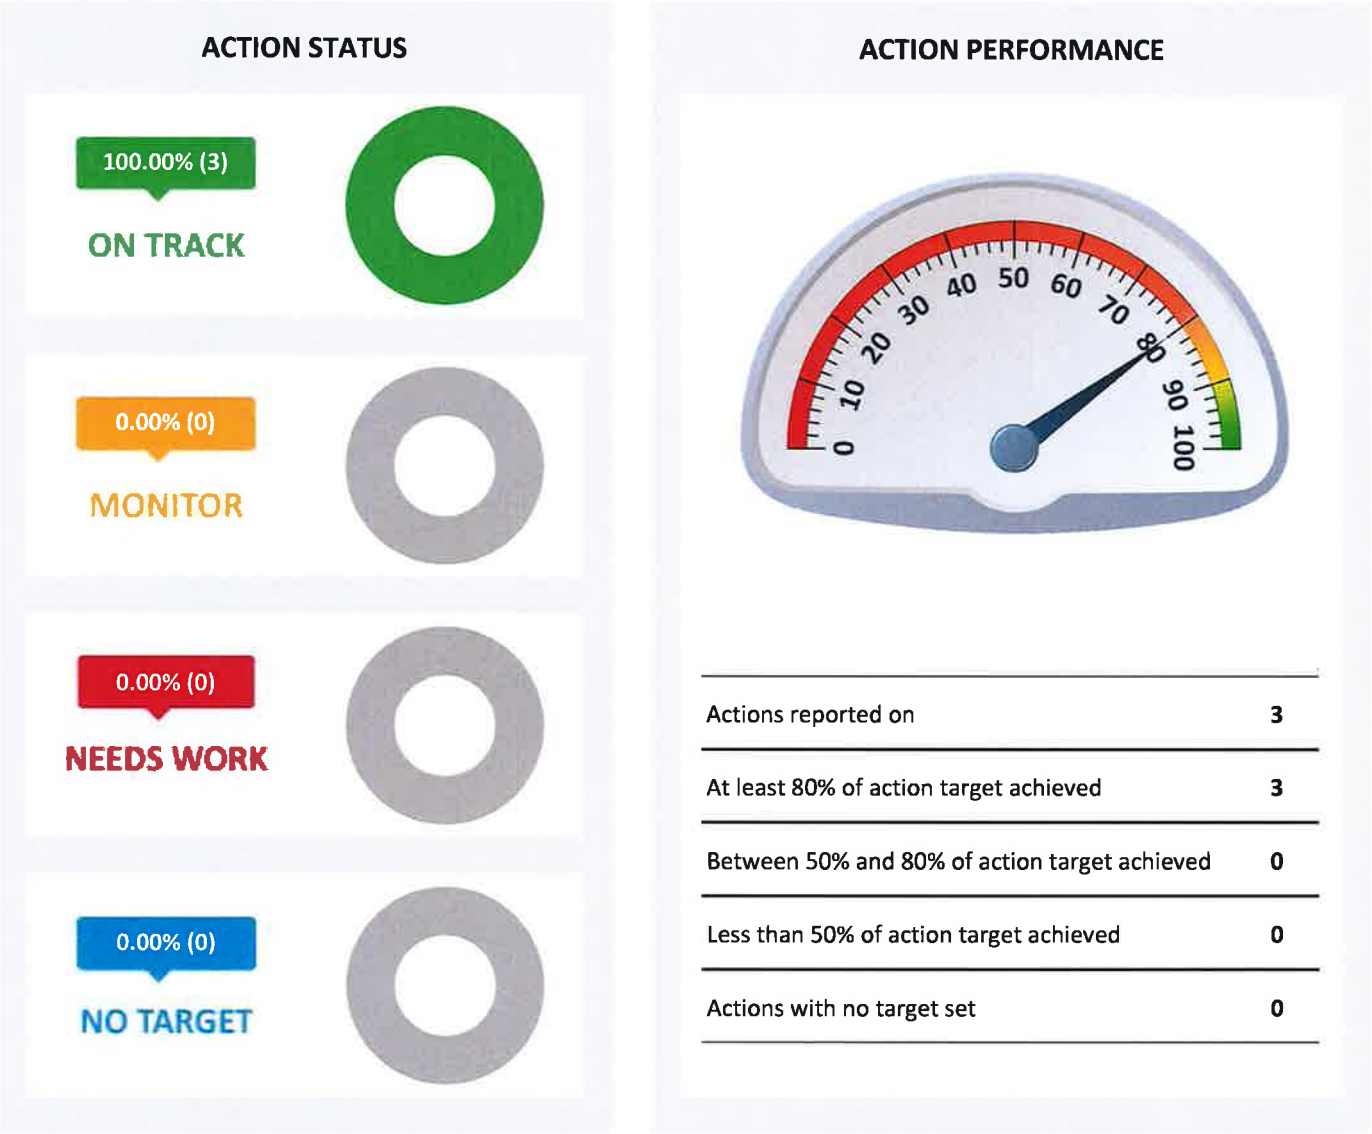 ACTION STATUS
100.00% (3)
ON TRACK
0.00% (0)
MONITOR
0.00% (0)
NEEDS WORK
0.00% (0)
NO TARGET
ACTION PERFORMANCE
0 10 20 30 40 50 60 70 80 90 100
Actions reported on 3
At least 80% of action target achieved 3
Between 50% and 80% of action target achieved 0
Less than 50% of action target achieved 0
Actions with no target set 0